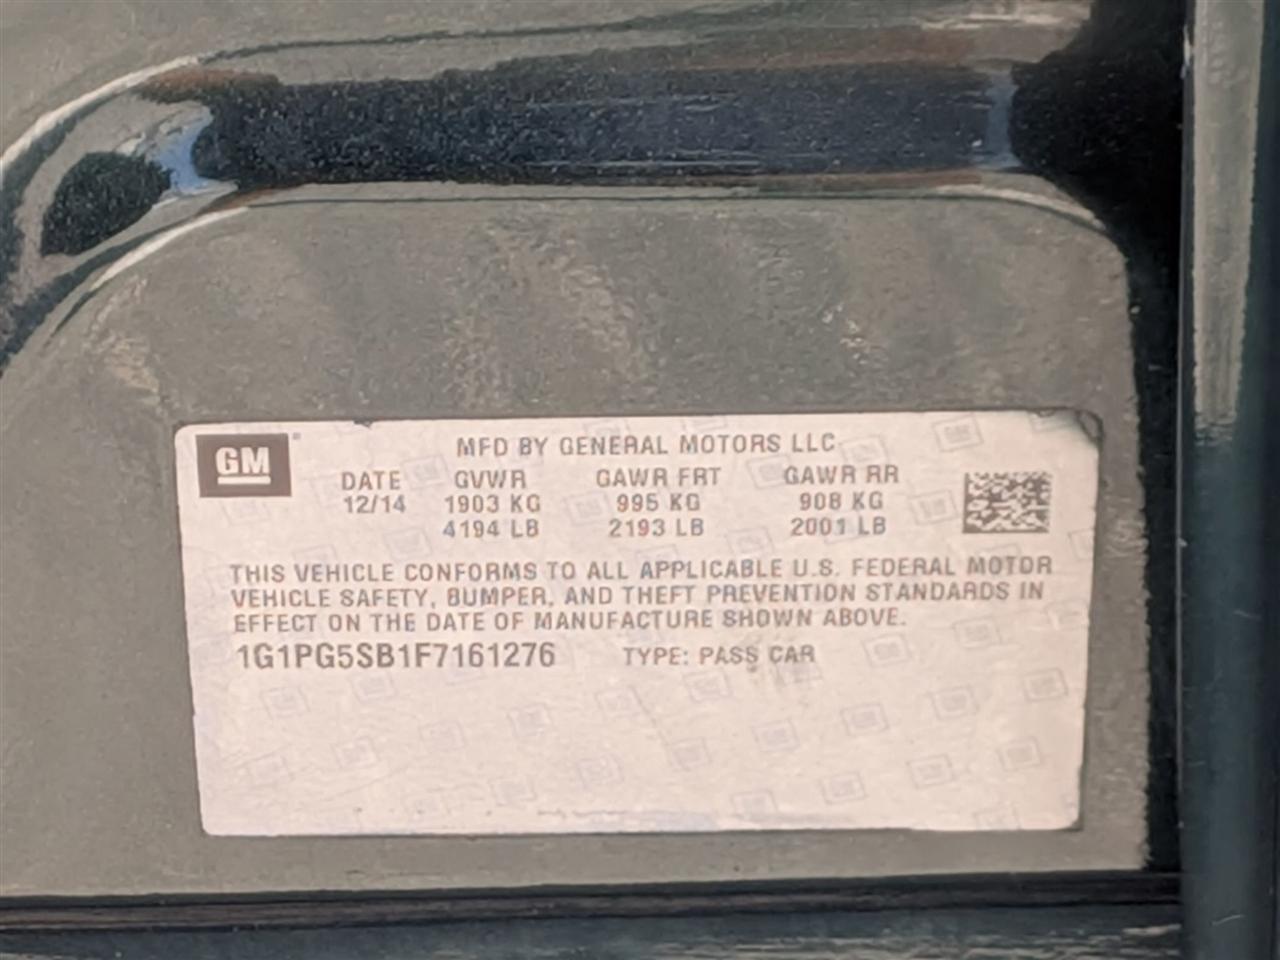 GM
MFD BY GENERAL MOTORS LLC
DATE GVWR GAWR FRT GAWR RR
12/14 1903 KG 995 KG 908 KG
4194 LB 2193 LB 2001 LB
THIS VEHICLE CONFORMS TO ALL APPLICABLE U.S. FEDERAL MOTOR
VEHICLE SAFETY, BUMPER, AND THEFT PREVENTION STANDARDS IN
EFFECT ON THE DATE OF MANUFACTURE SHOWN ABOVE.
1G1PG5SB1F7161276 TYPE: PASS CAR